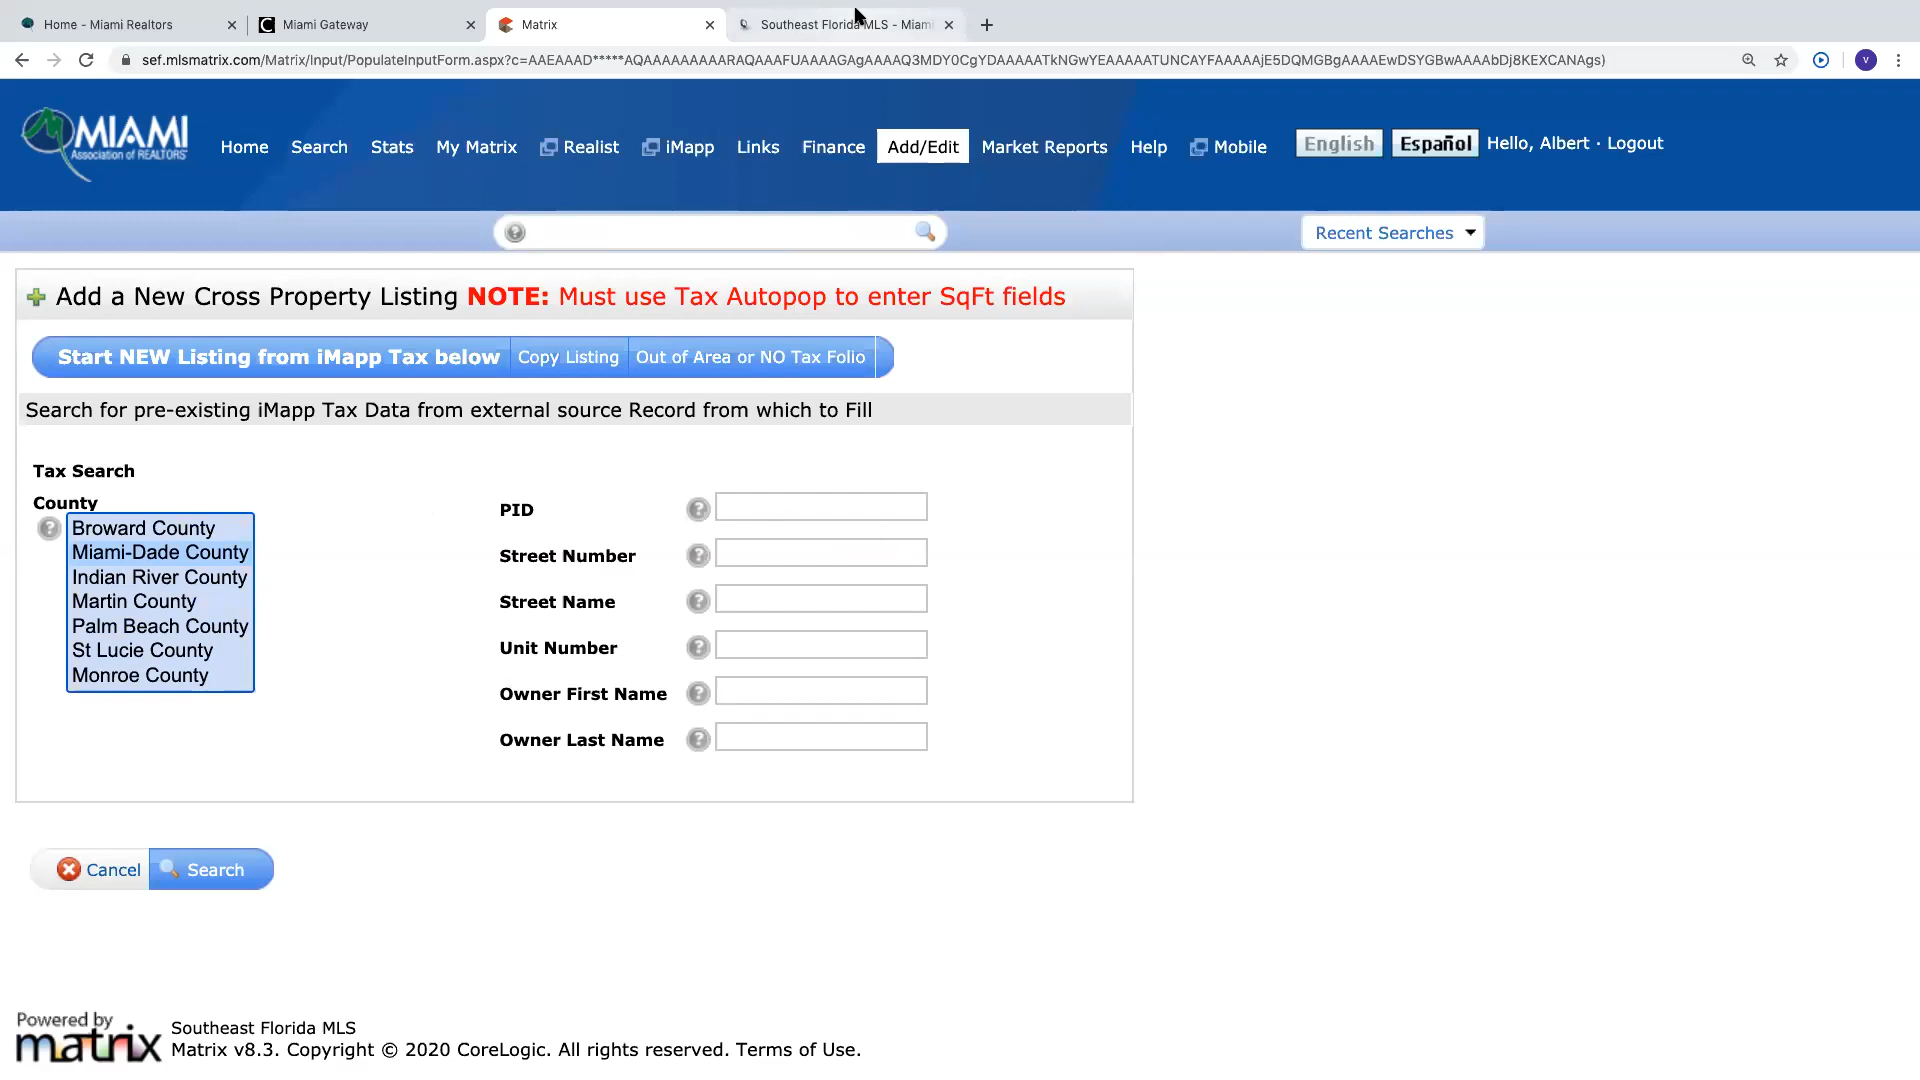 Home - Miami Realtors
Miami Gateway
Matrix
Southeast Florida MLS - Miami
sef.mlsmatrix.com/Matrix/Input/PopulateInputForm.aspx?c=AAEAAAD*****AQAAAAAAAAARAQAAAFUAAAAGAgAAAAQ3MDY0CgYDAAAAATkNGwYEAAAAATUNCAYFAAAAAjE5DQMGBgAAAAEwDSYGBwAAAAbDj8KEXCANAgs)
V
MIAMI
Association of REALTORS®
Home Search Stats My Matrix Realist iMapp Links Finance Add/Edit Market Reports Help Mobile
English Español Hello, Albert · Logout
Recent Searches
Add a New Cross Property Listing NOTE: Must use Tax Autopop to enter SqFt fields
Start NEW Listing from iMapp Tax below Copy Listing Out of Area or NO Tax Folio
Search for pre-existing iMapp Tax Data from external source Record from which to Fill
Tax Search
County
Broward County
Miami-Dade County
Indian River County
Martin County
Palm Beach County
St Lucie County
Monroe County
PID
Street Number
Street Name
Unit Number
Owner First Name
Owner Last Name
Cancel Search
Powered by
matrix
Southeast Florida MLS
Matrix v8.3. Copyright © 2020 CoreLogic. All rights reserved. Terms of Use.